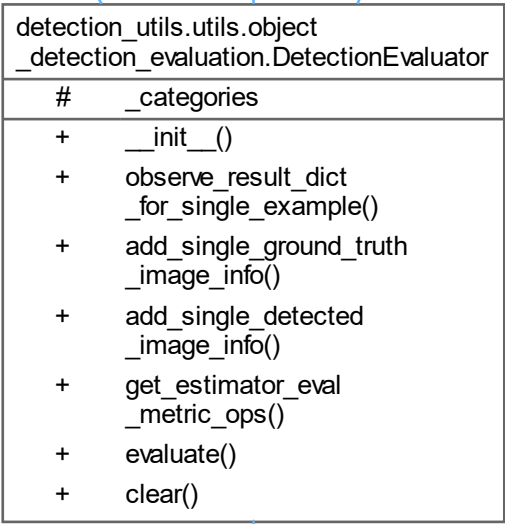 detection_utils.utils.object
_detection_evaluation.DetectionEvaluator
# _categories
+ __init__()
+ observe_result_dict
_for_single_example()
+ add_single_ground_truth
_image_info()
+ add_single_detected
_image_info()
+ get_estimator_eval
_metric_ops()
+ evaluate()
+ clear()